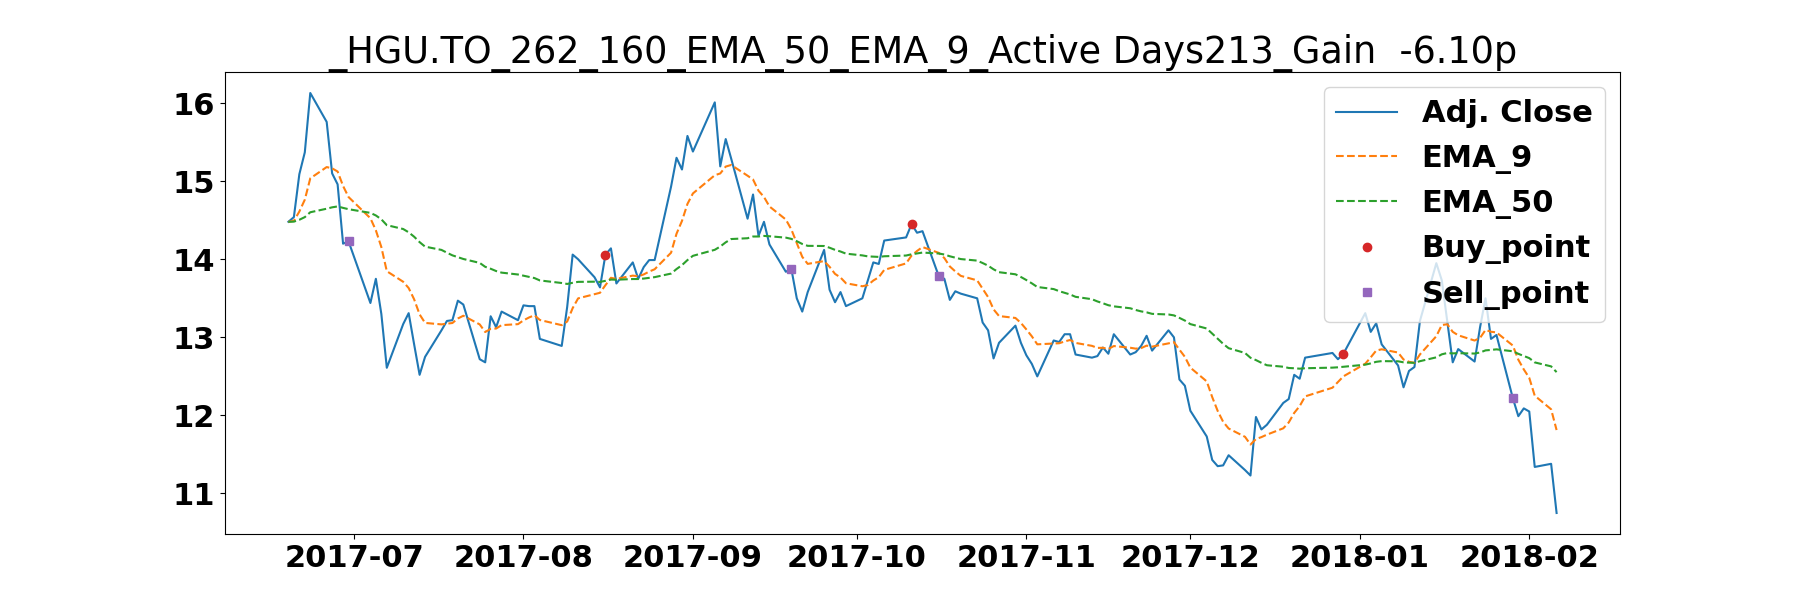 _HGU.TO_262_160_EMA_50_EMA_9_Active Days213_Gain  -6.10p
16
15
14
13
12
11
Adj. Close
EMA_9
EMA_50
Buy_point
Sell_point
2017-07 2017-08 2017-09 2017-10 2017-11 2017-12 2018-01 2018-02